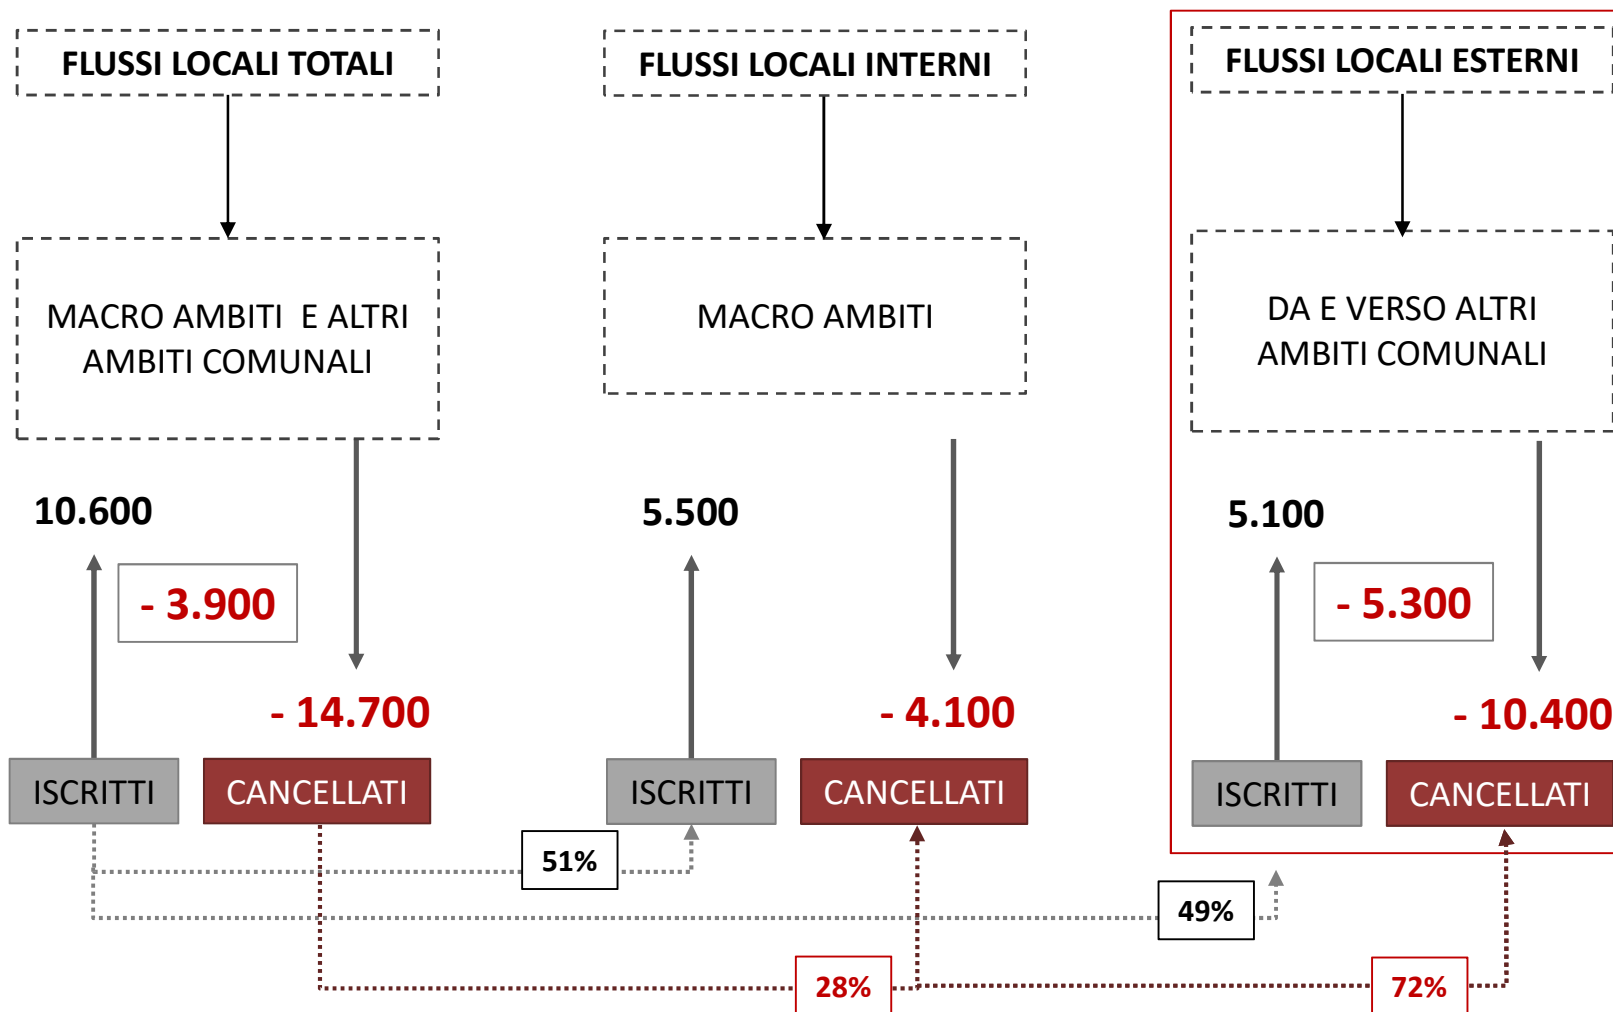 FLUSSI LOCALI TOTALI
MACRO AMBITI E ALTRI
AMBITI COMUNALI
10.600
- 3.900
- 14.700
ISCRITTI
CANCELLATI
FLUSSI LOCALI INTERNI
MACRO AMBITI
5.500
- 4.100
ISCRITTI
CANCELLATI
FLUSSI LOCALI ESTERNI
DA E VERSO ALTRI
AMBITI COMUNALI
5.100
- 5.300
- 10.400
ISCRITTI
CANCELLATI
51%
49%
28%
72%